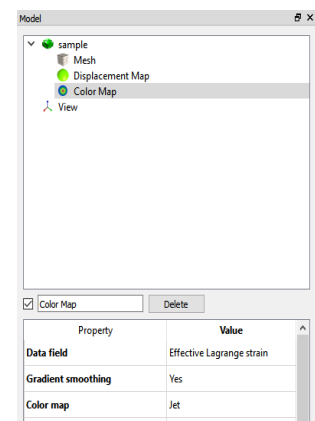 Model
sample
Mesh
Displacement Map
Color Map
View
Color Map Delete
Property Value
Data field Effective Lagrange strain
Gradient smoothing Yes
Color map Jet